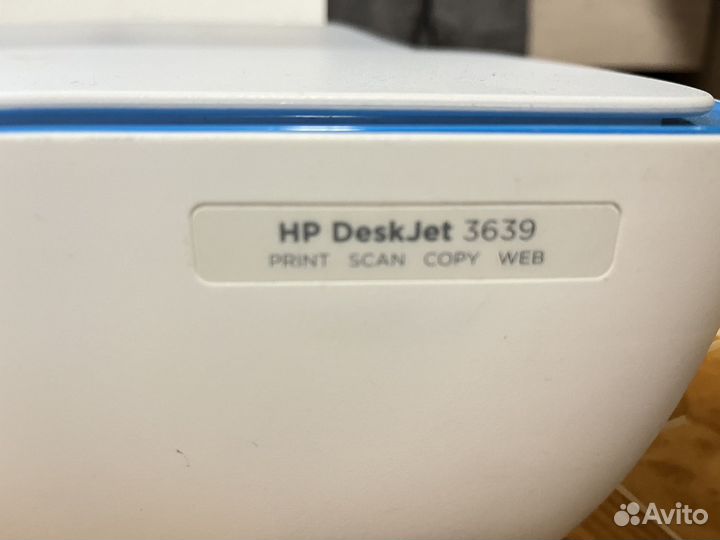 HP DeskJet 3639
PRINT SCAN COPY WEB
Avito